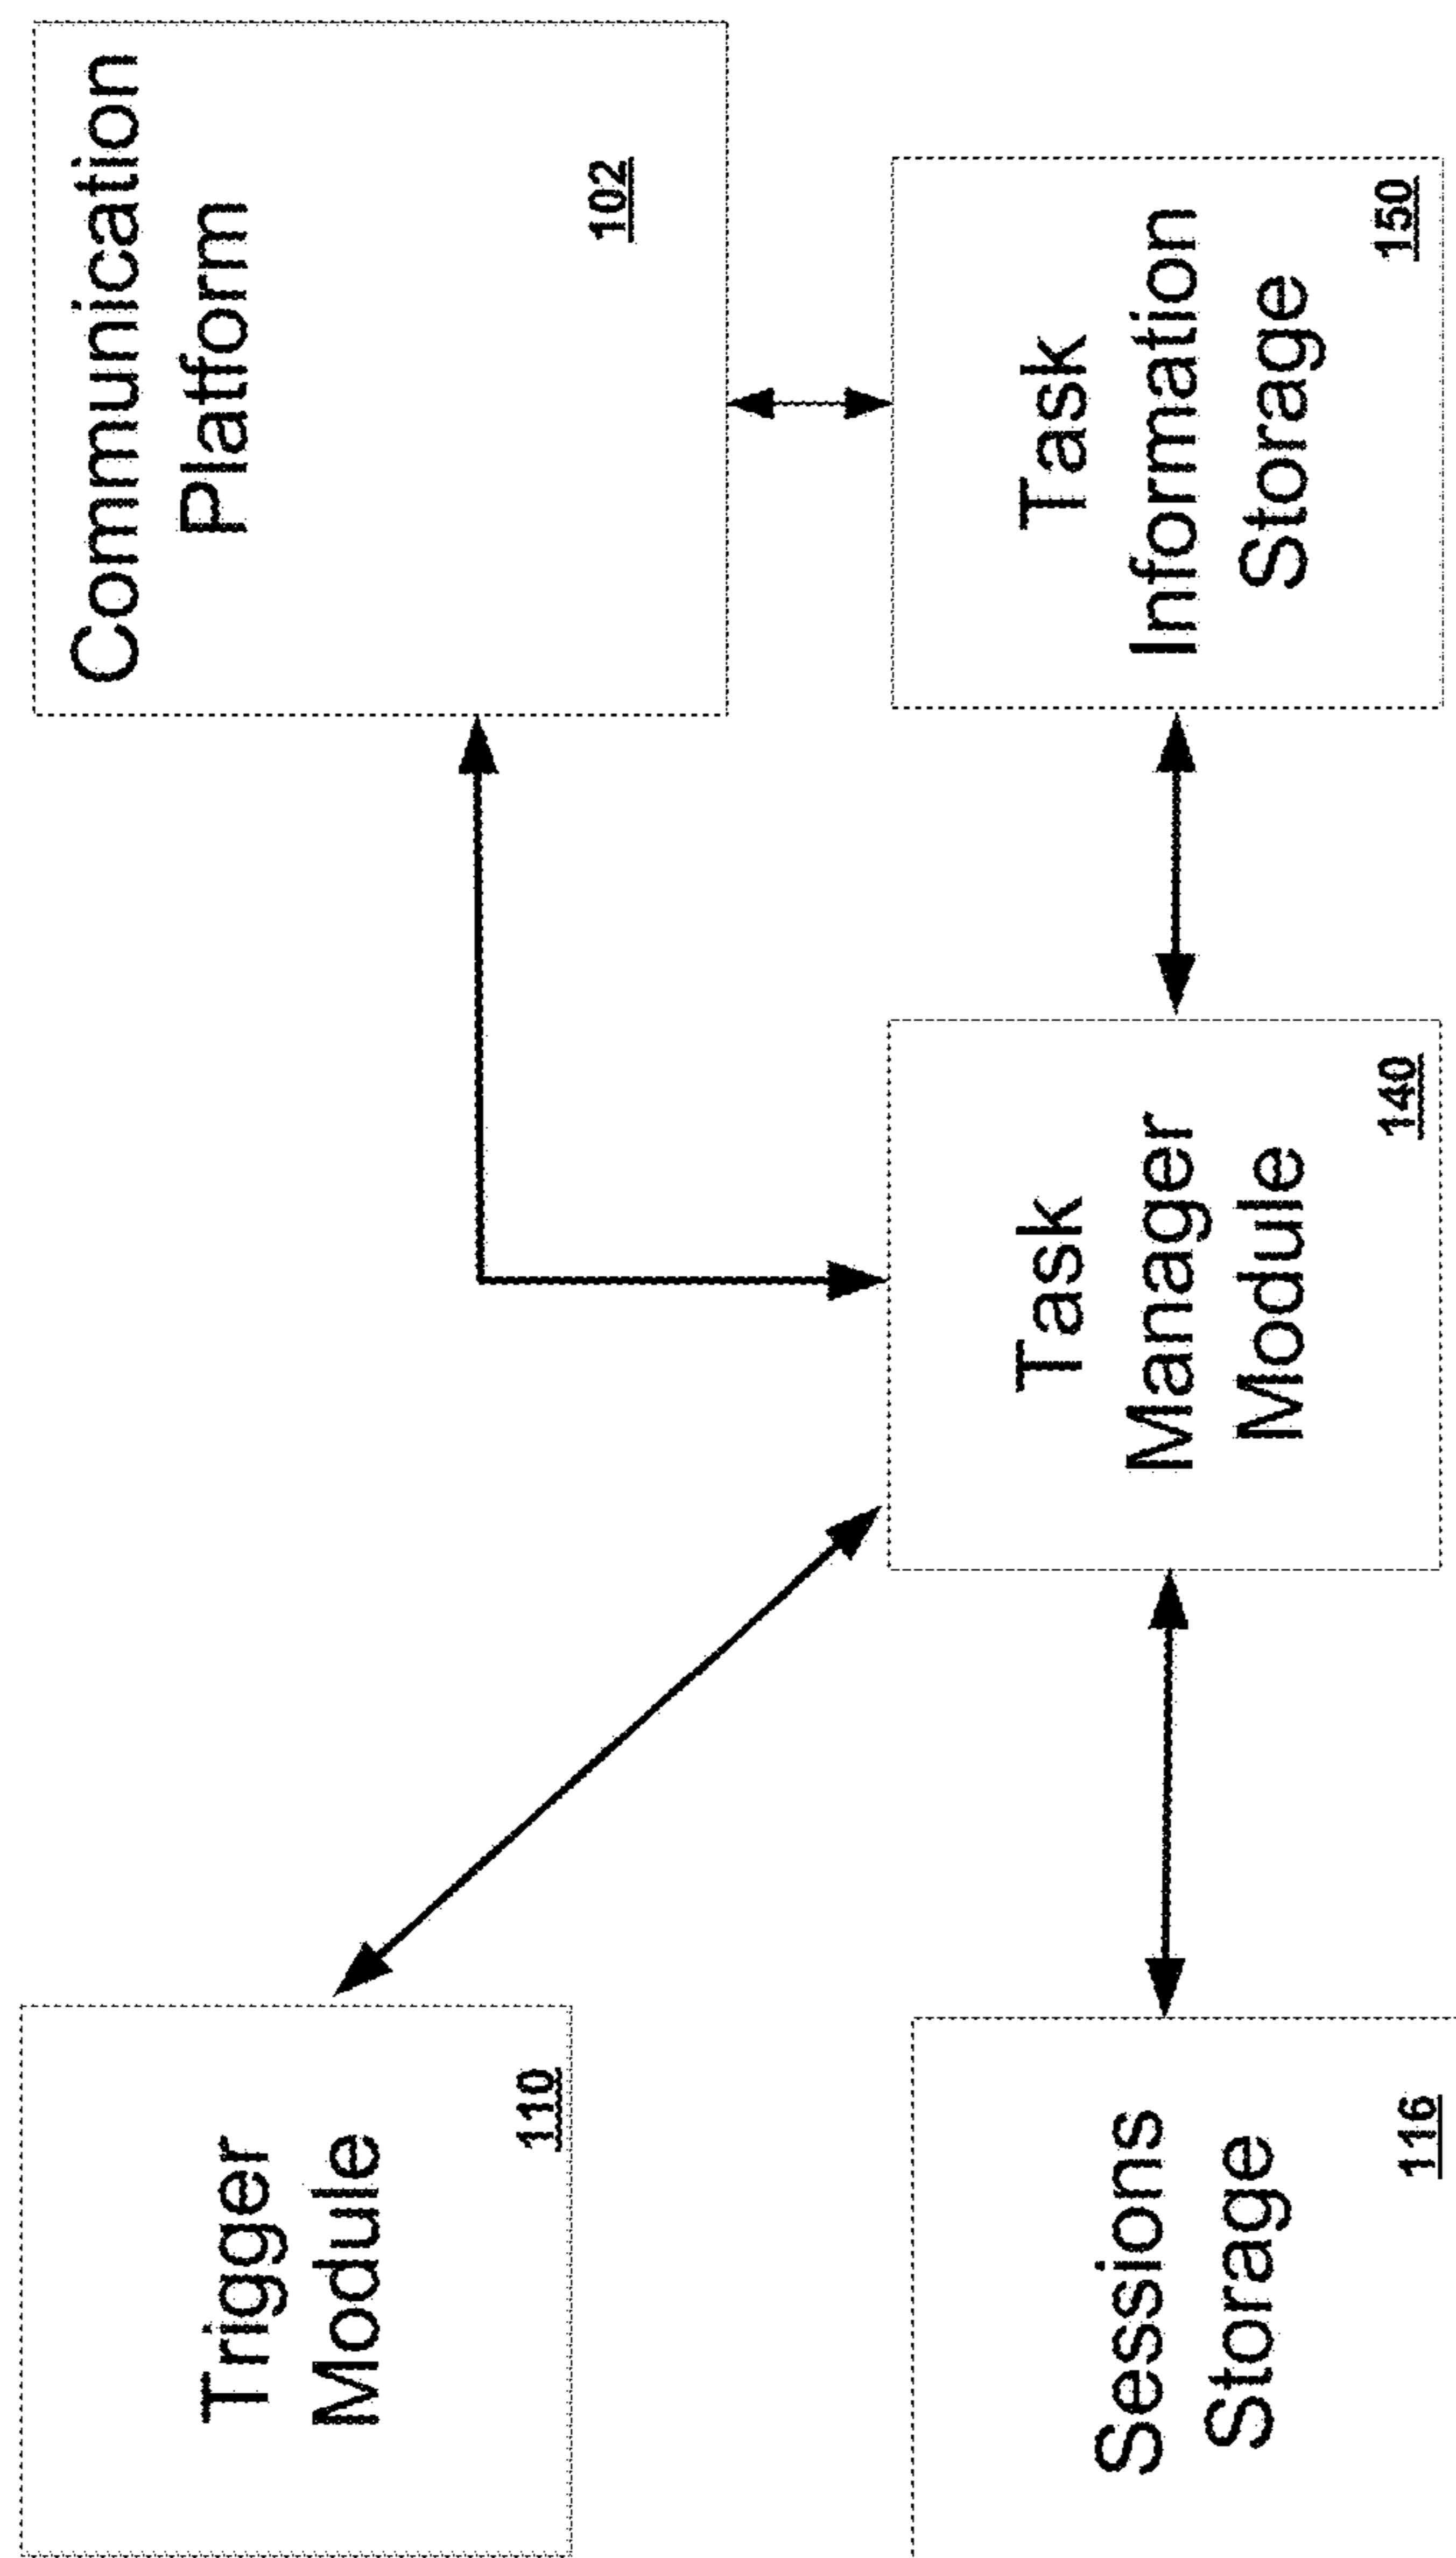 Trigger
Module
110
Communication
Platform
102
Sessions
Storage
116
Task
Manager
Module
140
Task
Information
Storage
150